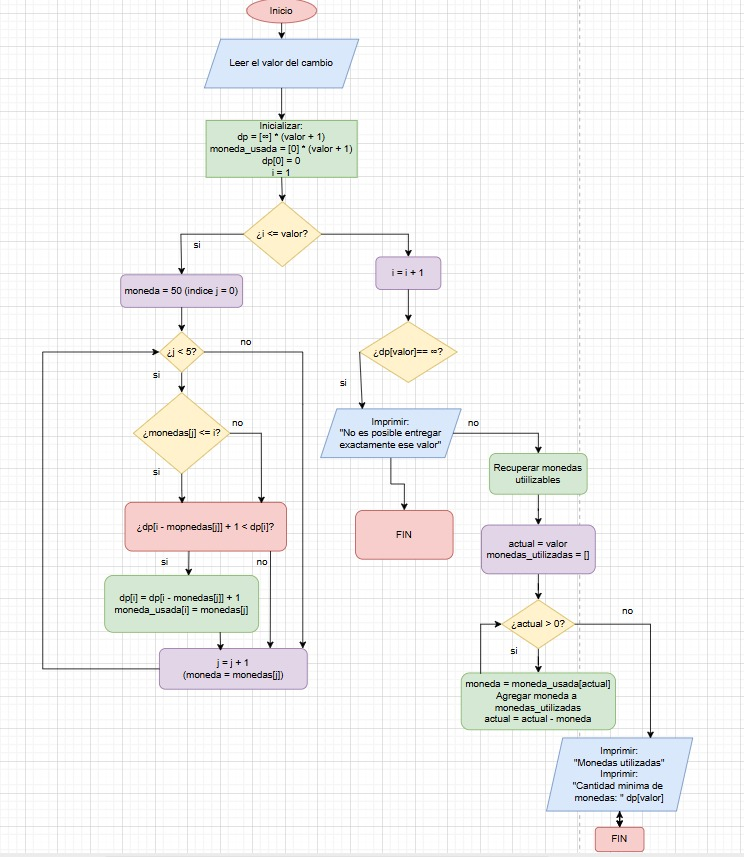 Inicio
Leer el valor del cambio
Inicializar:
dp = [∞] * (valor + 1)
moneda_usada = [0] * (valor + 1)
dp[0] = 0
i = 1
¿i <= valor?
si
moneda = 50 (indice j = 0)
i = i + 1
¿j < 5?
no
si
¿dp[valor]== ∞?
si
¿monedas[j] <= i?
no
si
Imprimir:
"No es posible entregar
exactamente ese valor"
no
Recuperar monedas
utiilizables
¿dp[i - mopnedas[j]] + 1 < dp[i]?
si
no
FIN
actual = valor
monedas_utilizadas = []
dp[i] = dp[i - monedas[j]] + 1
moneda_usada[i] = monedas[j]
¿actual > 0?
no
si
j = j + 1
(moneda = monedas[j])
moneda = moneda_usada[actual]
Agregar moneda a
monedas_utilizadas
actual = actual - moneda
Imprimir:
"Monedas utilizadas"
Imprimir:
"Cantidad minima de
monedas: " dp[valor]
FIN